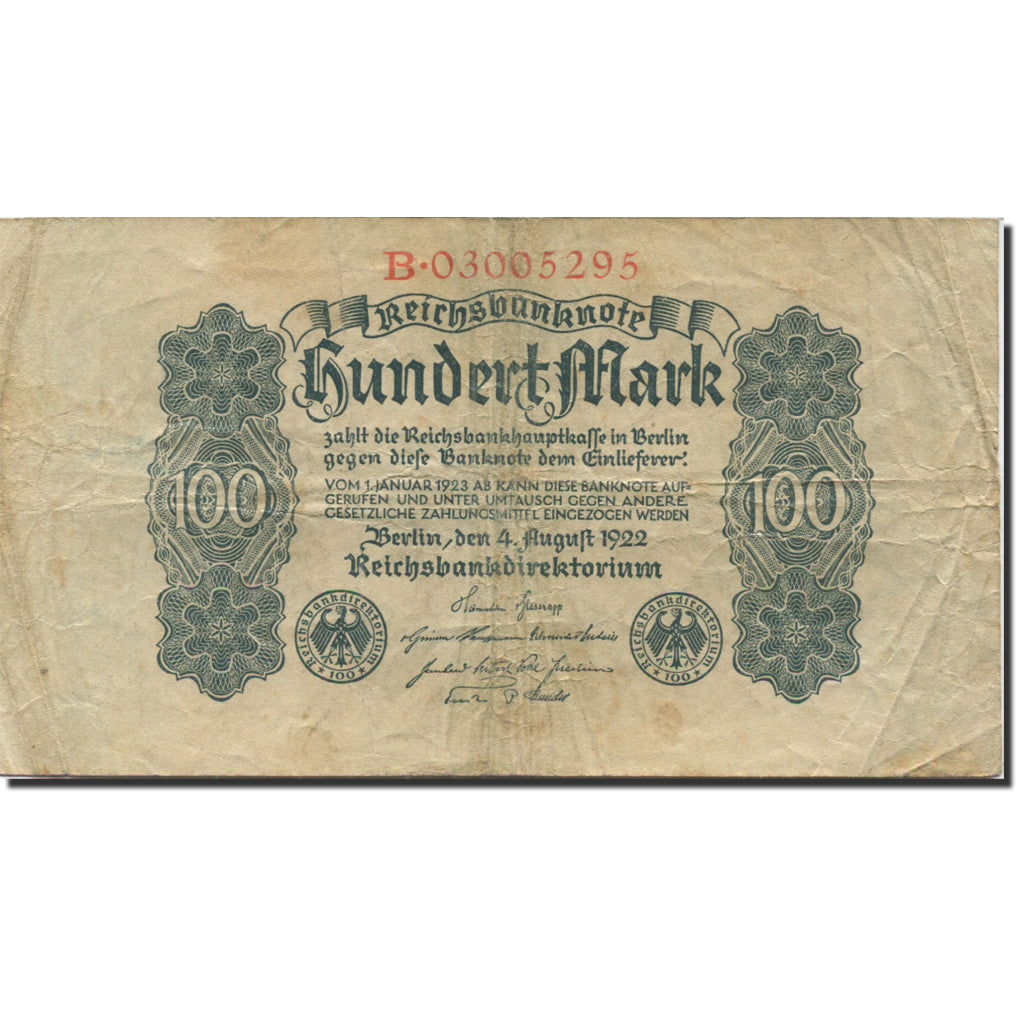 B·03005295
Reichsbanknote
Hundert Mark
zahlt die Reichsbankhauptkasse in Berlin
gegen diese Banknote dem Einlieferer.
VOM 1. JANUAR 1923 AB KANN DIESE BANKNOTE AUF-
GERUFEN UND UNTER UMTAUSCH GEGEN ANDERE
GESETZLICHE ZAHLUNGSMITTEL EINGEZOGEN WERDEN
100
100
Berlin, den 4. August 1922
Reichsbankdirektorium
Reichsbankdirektorium
100
Reichsbankdirektorium
100